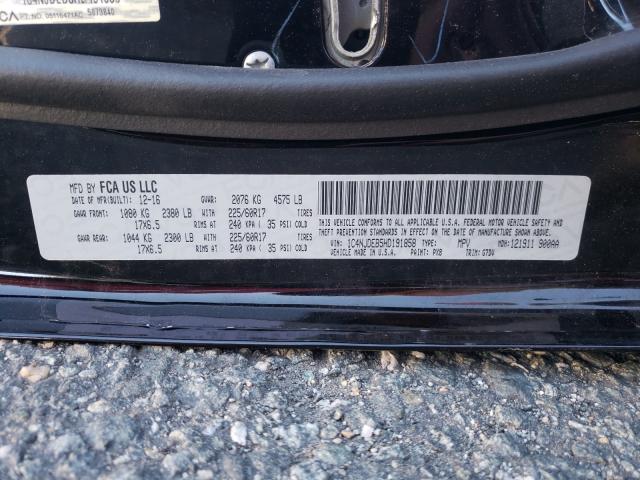 5873840
MFD BY FCA US LLC
DATE OF MFR(BUILT): 12-16 GVWR: 2076 KG 4575 LB
GAWR FRONT: 1080 KG 2380 LB WITH 225/60R17 TIRES
17X6.5 RIMS AT 240 KPA ( 35 PSI) COLD
GAWR REAR: 1044 KG 2300 LB WITH 225/60R17 TIRES
17X6.5 RIMS AT 240 KPA ( 35 PSI) COLD
THIS VEHICLE CONFORMS TO ALL APPLICABLE U.S.A. FEDERAL MOTOR VEHICLE SAFETY AND
THEFT PREVENTION STANDARDS IN EFFECT ON THE DATE OF MANUFACTURE SHOWN ABOVE.
VIN: 1C4NJDEB5HD191858 TYPE: MPV MDH: 121911 900AA
VEHICLE MADE IN U.S.A. PAINT: PX8 TRIM: GTDV